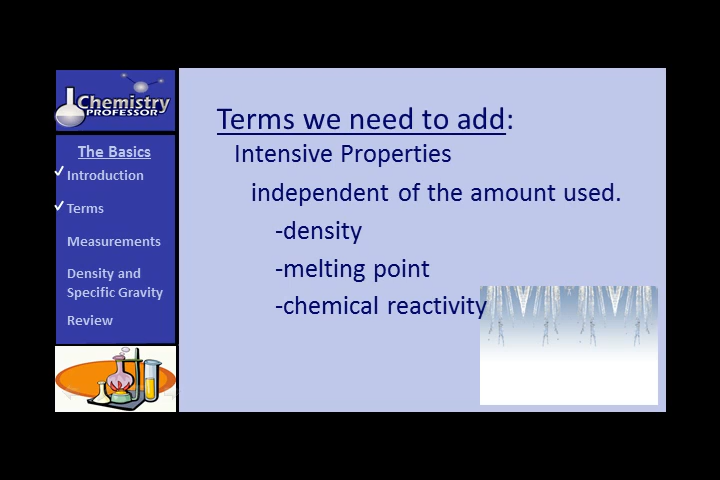 Chemistry
PROFESSOR
The Basics
Introduction
Terms
Measurements
Density and
Specific Gravity
Review
Terms we need to add:
Intensive Properties
independent of the amount used.
-density
-melting point
-chemical reactivity